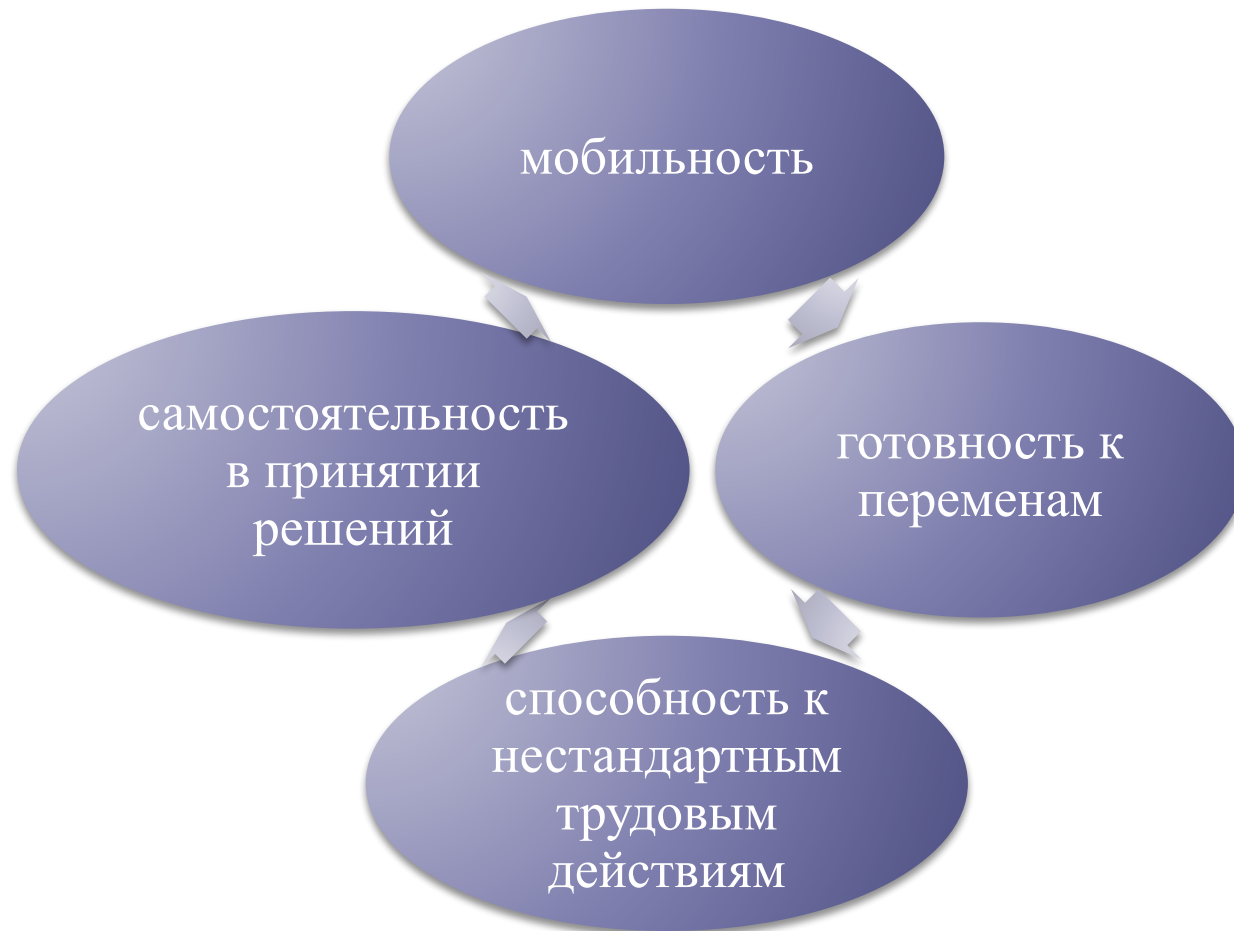 мобильность
самостоятельность
в принятии
решений
готовность к
переменам
способность к
нестандартным
трудовым
действиям